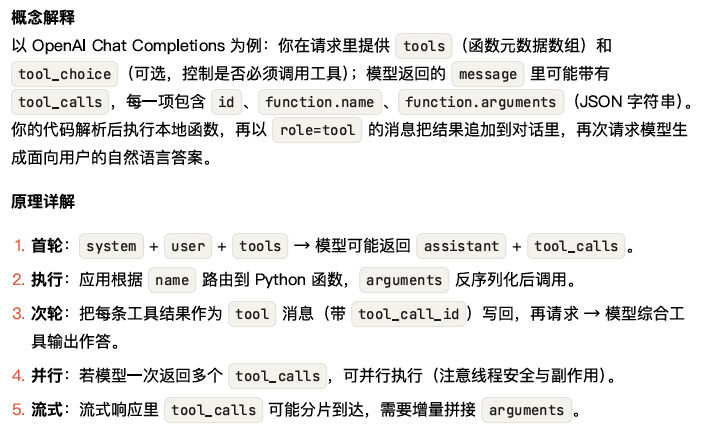 概念解释
以 OpenAI Chat Completions 为例：你在请求里提供 tools（函数元数据数组）和
tool_choice（可选，控制是否必须调用工具）；模型返回的 message 里可能带有
tool_calls，每一项包含 id、function.name、function.arguments（JSON 字符串）。
你的代码解析后执行本地函数，再以 role=tool 的消息把结果追加到对话里，再次请求模型生
成面向用户的自然语言答案。
原理详解
1. 首轮：system + user + tools → 模型可能返回 assistant + tool_calls。
2. 执行：应用根据 name 路由到 Python 函数，arguments 反序列化后调用。
3. 次轮：把每条工具结果作为 tool 消息（带 tool_call_id）写回，再请求 → 模型综合工
具输出作答。
4. 并行：若模型一次返回多个 tool_calls，可并行执行（注意线程安全与副作用）。
5. 流式：流式响应里 tool_calls 可能分片到达，需要增量拼接 arguments。